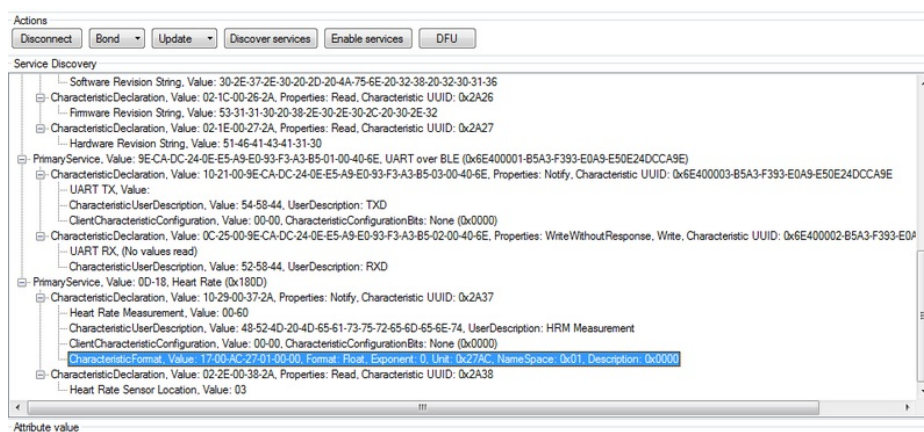 Actions
Disconnect Bond Update Discover services Enable services DFU
Service Discovery
Software Revision String, Value: 30-2E-37-2E-30-20-2D-20-4A-75-6E-20-32-38-20-32-30-31-36
CharacteristicDeclaration, Value: 02-1C-00-26-2A, Properties: Read, Characteristic UUID: 0x2A26
Firmware Revision String, Value: 53-31-31-30-20-38-2E-30-2E-30-2C-20-30-2E-32
CharacteristicDeclaration, Value: 02-1E-00-27-2A, Properties: Read, Characteristic UUID: 0x2A27
Hardware Revision String, Value: 51-46-41-43-41-31-30
PrimaryService, Value: 9E-CA-DC-24-0E-E5-A9-E0-93-F3-A3-B5-01-00-40-6E, UART over BLE (0x6E400001-B5A3-F393-E0A9-E50E24DCCA9E)
CharacteristicDeclaration, Value: 10-21-00-9E-CA-DC-24-0E-E5-A9-E0-93-F3-A3-B5-03-00-40-6E, Properties: Notify, Characteristic UUID: 0x6E400003-B5A3-F393-E0A9-E50E24DCCA9E
UART TX, Value:
CharacteristicUserDescription, Value: 54-58-44, UserDescription: TXD
ClientCharacteristicConfiguration, Value: 00-00, CharacteristicConfigurationBits: None (0x0000)
CharacteristicDeclaration, Value: 0C-25-00-9E-CA-DC-24-0E-E5-A9-E0-93-F3-A3-B5-02-00-40-6E, Properties: WriteWithoutResponse, Write, Characteristic UUID: 0x6E400002-B5A3-F393-E0A
UART RX, (No values read)
CharacteristicUserDescription, Value: 52-58-44, UserDescription: RXD
PrimaryService, Value: 0D-18, Heart Rate (0x180D)
CharacteristicDeclaration, Value: 10-29-00-37-2A, Properties: Notify, Characteristic UUID: 0x2A37
Heart Rate Measurement, Value: 00-60
CharacteristicUserDescription, Value: 48-52-4D-20-4D-65-61-73-75-72-65-6D-65-6E-74, UserDescription: HRM Measurement
ClientCharacteristicConfiguration, Value: 00-00, CharacteristicConfigurationBits: None (0x0000)
CharacteristicFormat, Value: 17-00-AC-27-01-00-00, Format: Float, Exponent: 0, Unit: 0x27AC, NameSpace: 0x01, Description: 0x0000
CharacteristicDeclaration, Value: 02-2E-00-38-2A, Properties: Read, Characteristic UUID: 0x2A38
Heart Rate Sensor Location, Value: 03
Attribute value